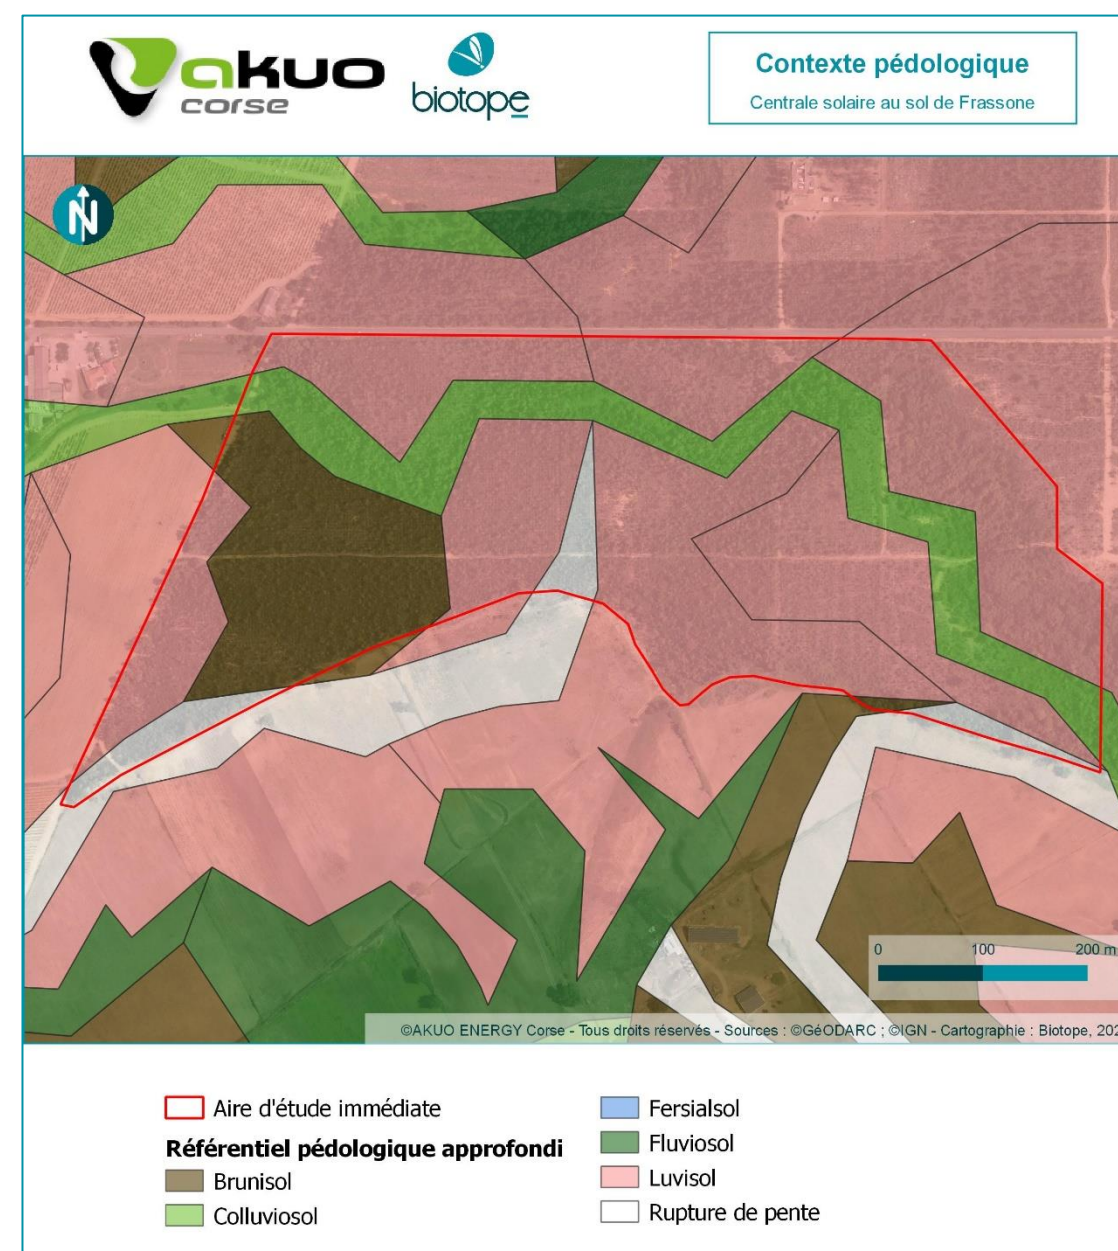 akuo
corse
biotope
Contexte pédologique
Centrale solaire au sol de Frassone
N
0 100 200 m
©AKUO ENERGY Corse - Tous droits réservés - Sources : ©GéODARC ; ©IGN - Cartographie : Biotope, 202
Aire d'étude immédiate
Référentiel pédologique approfondi
Brunisol
Colluviosol
Fersialsol
Fluviosol
Luvisol
Rupture de pente